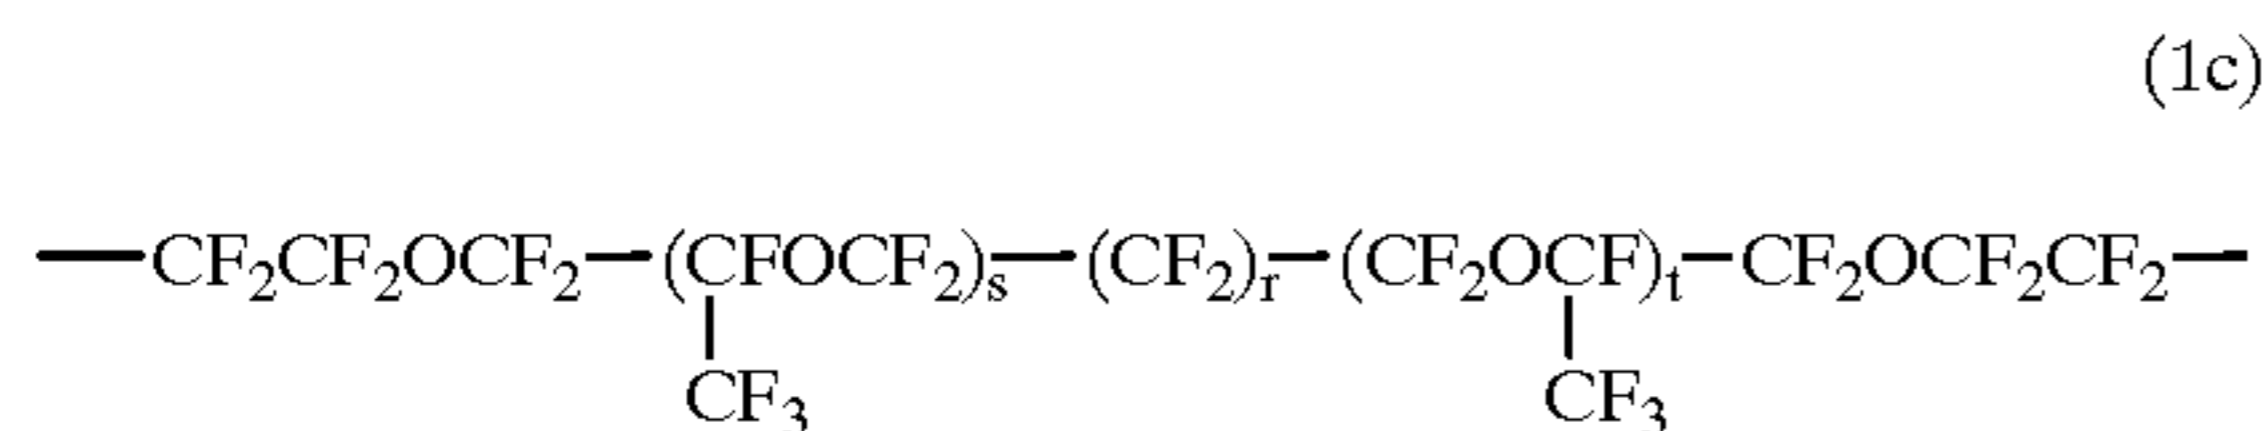 (1c)
—CF₂CF₂OCF₂—(CFOCF₂)ₛ—(CF₂)ᵣ—(CF₂OCF)ₜ—CF₂OCF₂CF₂—
CF₃ CF₃